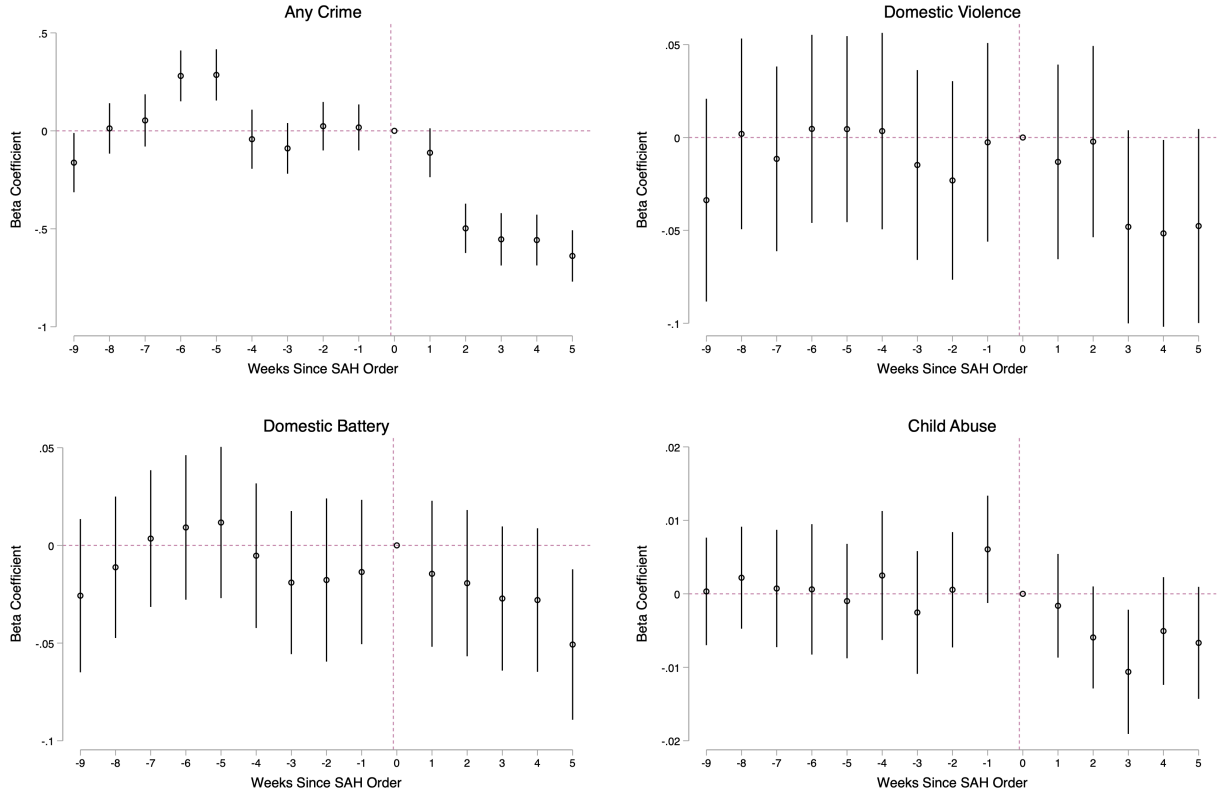 Any Crime
.5
0
-.5
-1
Beta Coefficient
-9 -8 -7 -6 -5 -4 -3 -2 -1 0 1 2 3 4 5
Weeks Since SAH Order
Domestic Violence
.05
0
-.05
-.1
Beta Coefficient
-9 -8 -7 -6 -5 -4 -3 -2 -1 0 1 2 3 4 5
Weeks Since SAH Order
Domestic Battery
.05
0
-.05
-.1
Beta Coefficient
-9 -8 -7 -6 -5 -4 -3 -2 -1 0 1 2 3 4 5
Weeks Since SAH Order
Child Abuse
.02
.01
0
-.01
-.02
Beta Coefficient
-9 -8 -7 -6 -5 -4 -3 -2 -1 0 1 2 3 4 5
Weeks Since SAH Order